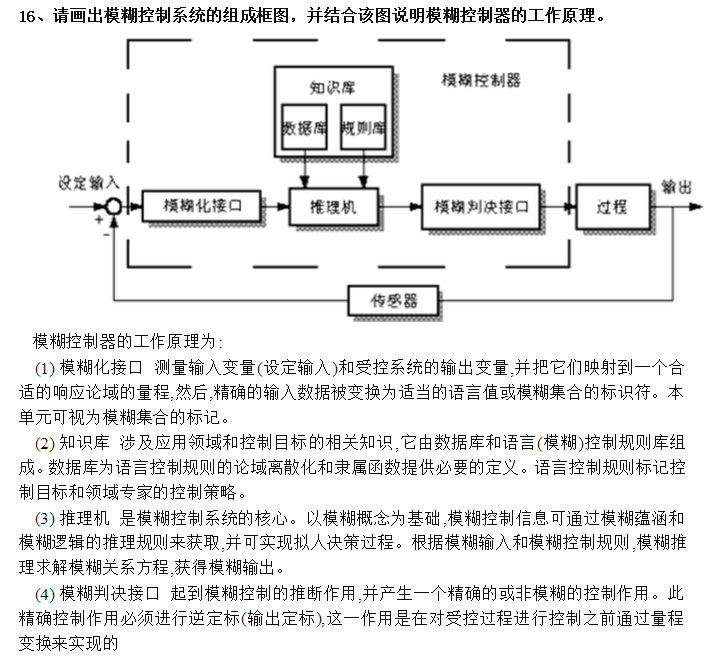 16、请画出模糊控制系统的组成框图，并结合该图说明模糊控制器的工作原理。
知识库
模糊控制器
数据库
规则库
设定输入
输出
模糊化接口
推理机
模糊判决接口
过程
+
-
传感器
模糊控制器的工作原理为:
(1) 模糊化接口 测量输入变量(设定输入)和受控系统的输出变量,并把它们映射到一个合
适的响应论域的量程,然后,精确的输入数据被变换为适当的语言值或模糊集合的标识符。本
单元可视为模糊集合的标记。
(2) 知识库 涉及应用领域和控制目标的相关知识,它由数据库和语言(模糊)控制规则库组
成。数据库为语言控制规则的论域离散化和隶属函数提供必要的定义。语言控制规则标记控
制目标和领域专家的控制策略。
(3) 推理机 是模糊控制系统的核心。以模糊概念为基础,模糊控制信息可通过模糊蕴涵和
模糊逻辑的推理规则来获取,并可实现拟人决策过程。根据模糊输入和模糊控制规则,模糊推
理求解模糊关系方程,获得模糊输出。
(4) 模糊判决接口 起到模糊控制的推断作用,并产生一个精确的或非模糊的控制作用。此
精确控制作用必须进行逆定标(输出定标),这一作用是在对受控过程进行控制之前通过量程
变换来实现的